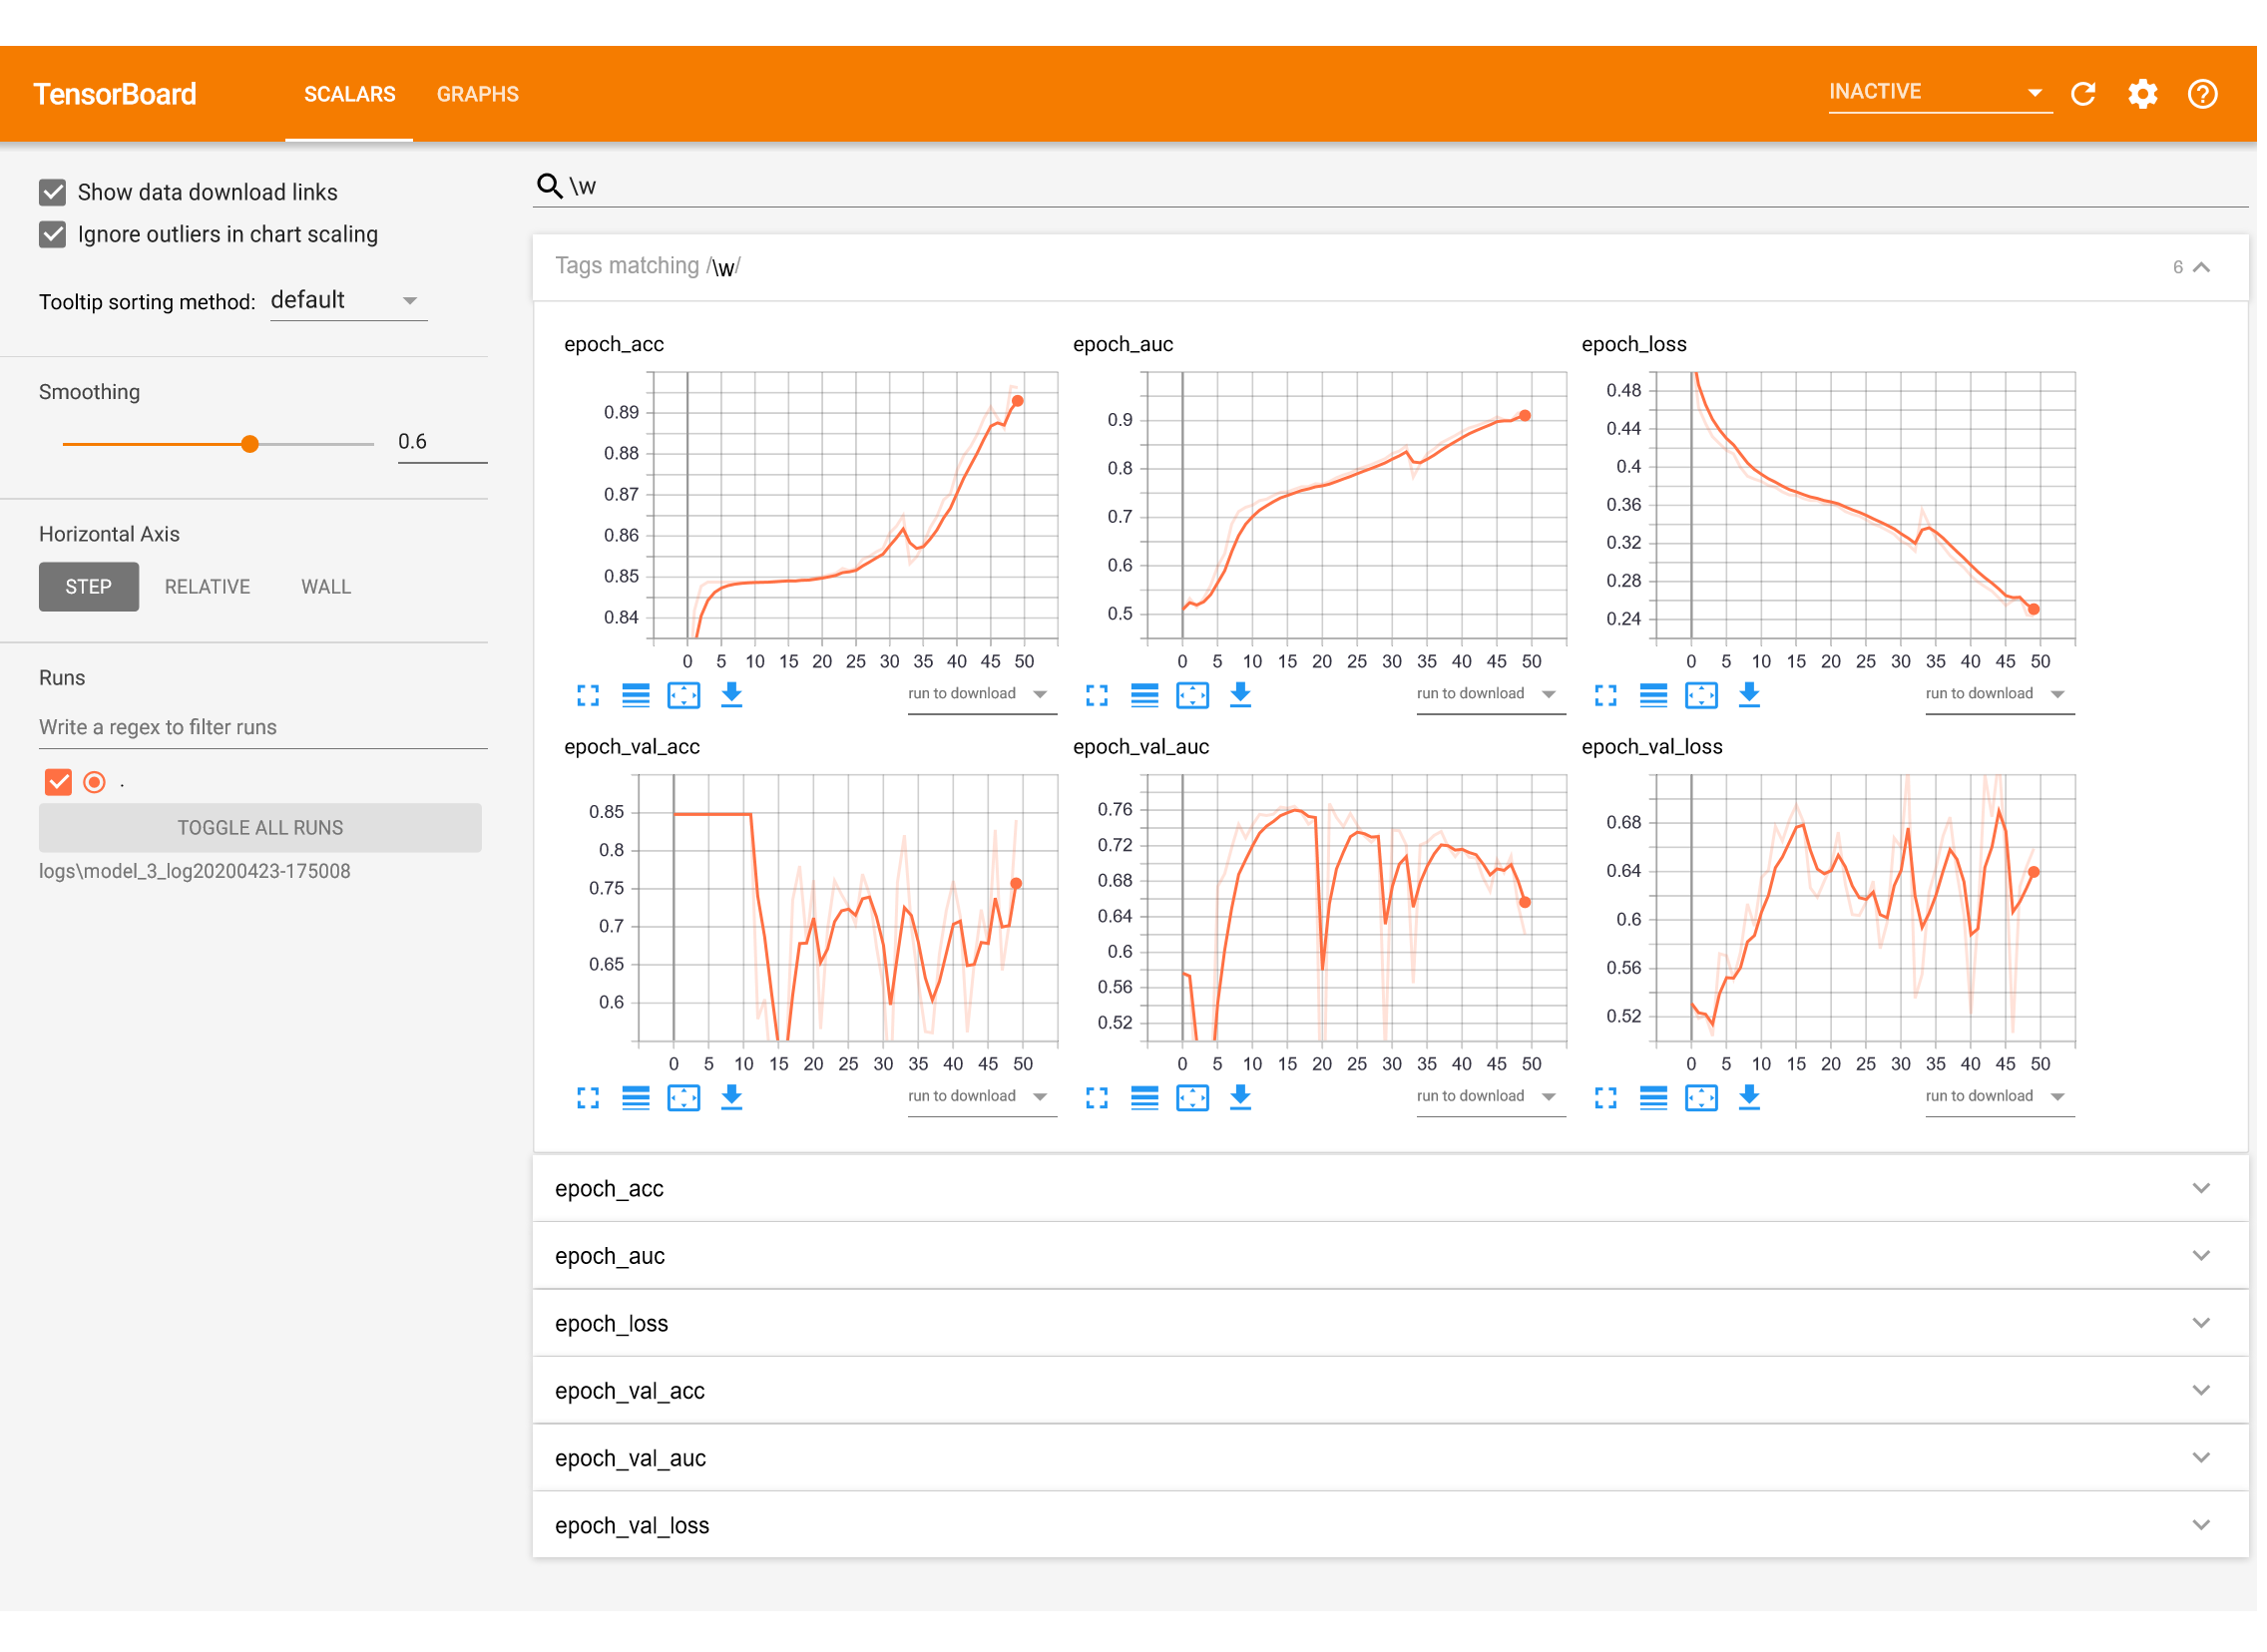 TensorBoard
SCALARS
GRAPHS
INACTIVE
Show data download links
Ignore outliers in chart scaling
Tooltip sorting method: default
Smoothing
0.6
Horizontal Axis
STEP RELATIVE WALL
Runs
Write a regex to filter runs
.
TOGGLE ALL RUNS
logs\model_3_log20200423-175008
\w
Tags matching /\w/
6
epoch_acc
0.89
0.88
0.87
0.86
0.85
0.84
0 5 10 15 20 25 30 35 40 45 50
run to download
epoch_auc
0.9
0.8
0.7
0.6
0.5
0 5 10 15 20 25 30 35 40 45 50
run to download
epoch_loss
0.48
0.44
0.4
0.36
0.32
0.28
0.24
0 5 10 15 20 25 30 35 40 45 50
run to download
epoch_val_acc
0.85
0.8
0.75
0.7
0.65
0.6
0 5 10 15 20 25 30 35 40 45 50
run to download
epoch_val_auc
0.76
0.72
0.68
0.64
0.6
0.56
0.52
0 5 10 15 20 25 30 35 40 45 50
run to download
epoch_val_loss
0.68
0.64
0.6
0.56
0.52
0 5 10 15 20 25 30 35 40 45 50
run to download
epoch_acc
epoch_auc
epoch_loss
epoch_val_acc
epoch_val_auc
epoch_val_loss